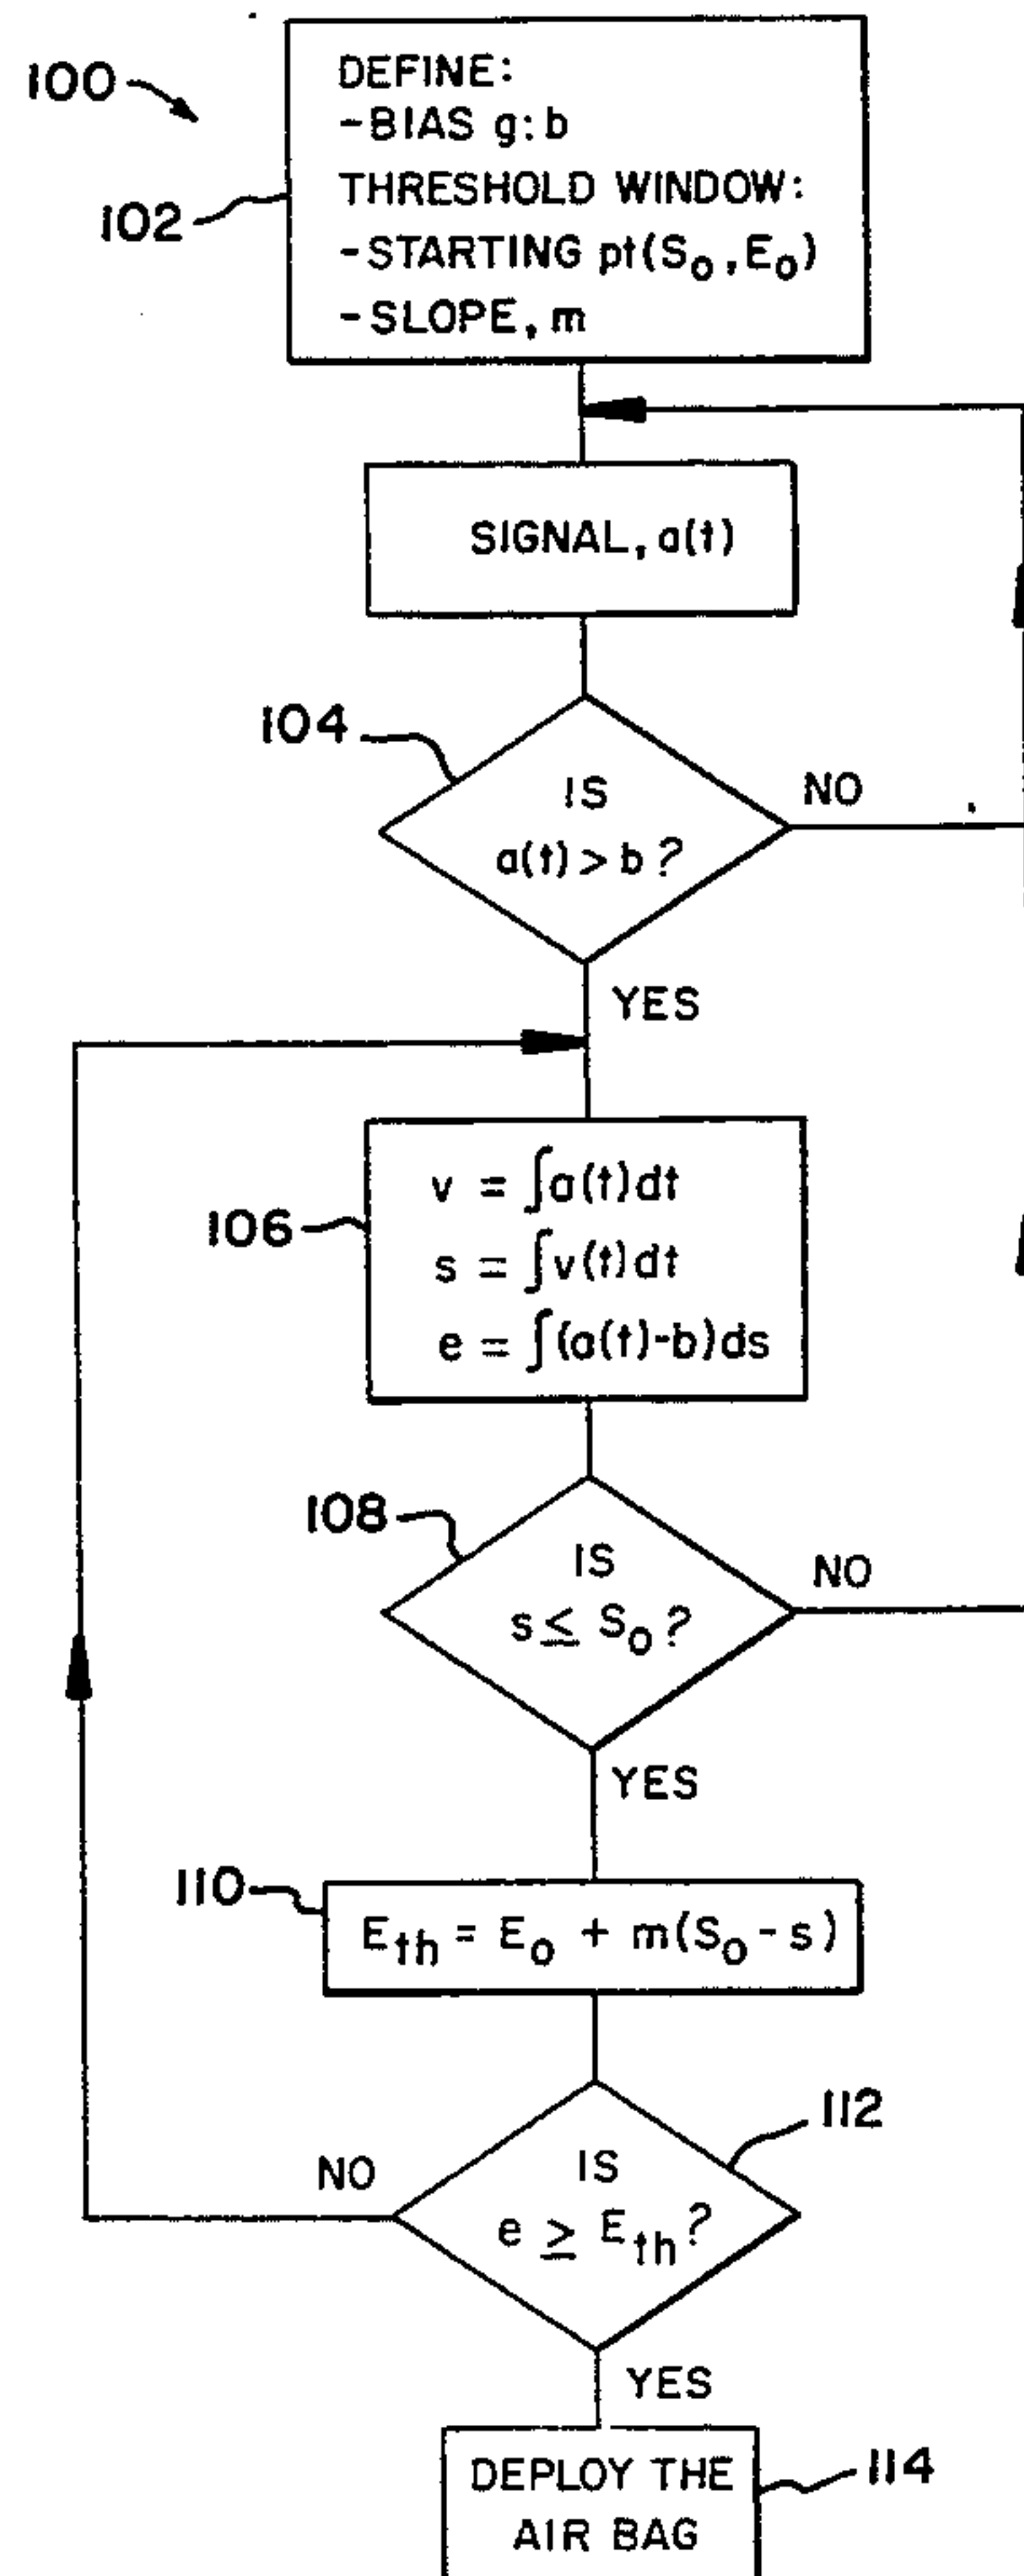 100
DEFINE:
-BIAS g: b
102
THRESHOLD WINDOW:
-STARTING pt(S₀,E₀)
-SLOPE, m
SIGNAL, a(t)
104
IS
a(t) > b ?
NO
YES
106
v = ∫a(t)dt
s = ∫v(t)dt
e = ∫(a(t)-b)ds
108
IS
s ≤ S₀ ?
NO
YES
110
Eth = E₀ + m(S₀ - s)
112
IS
e ≥ Eth ?
NO
YES
114
DEPLOY THE
AIR BAG